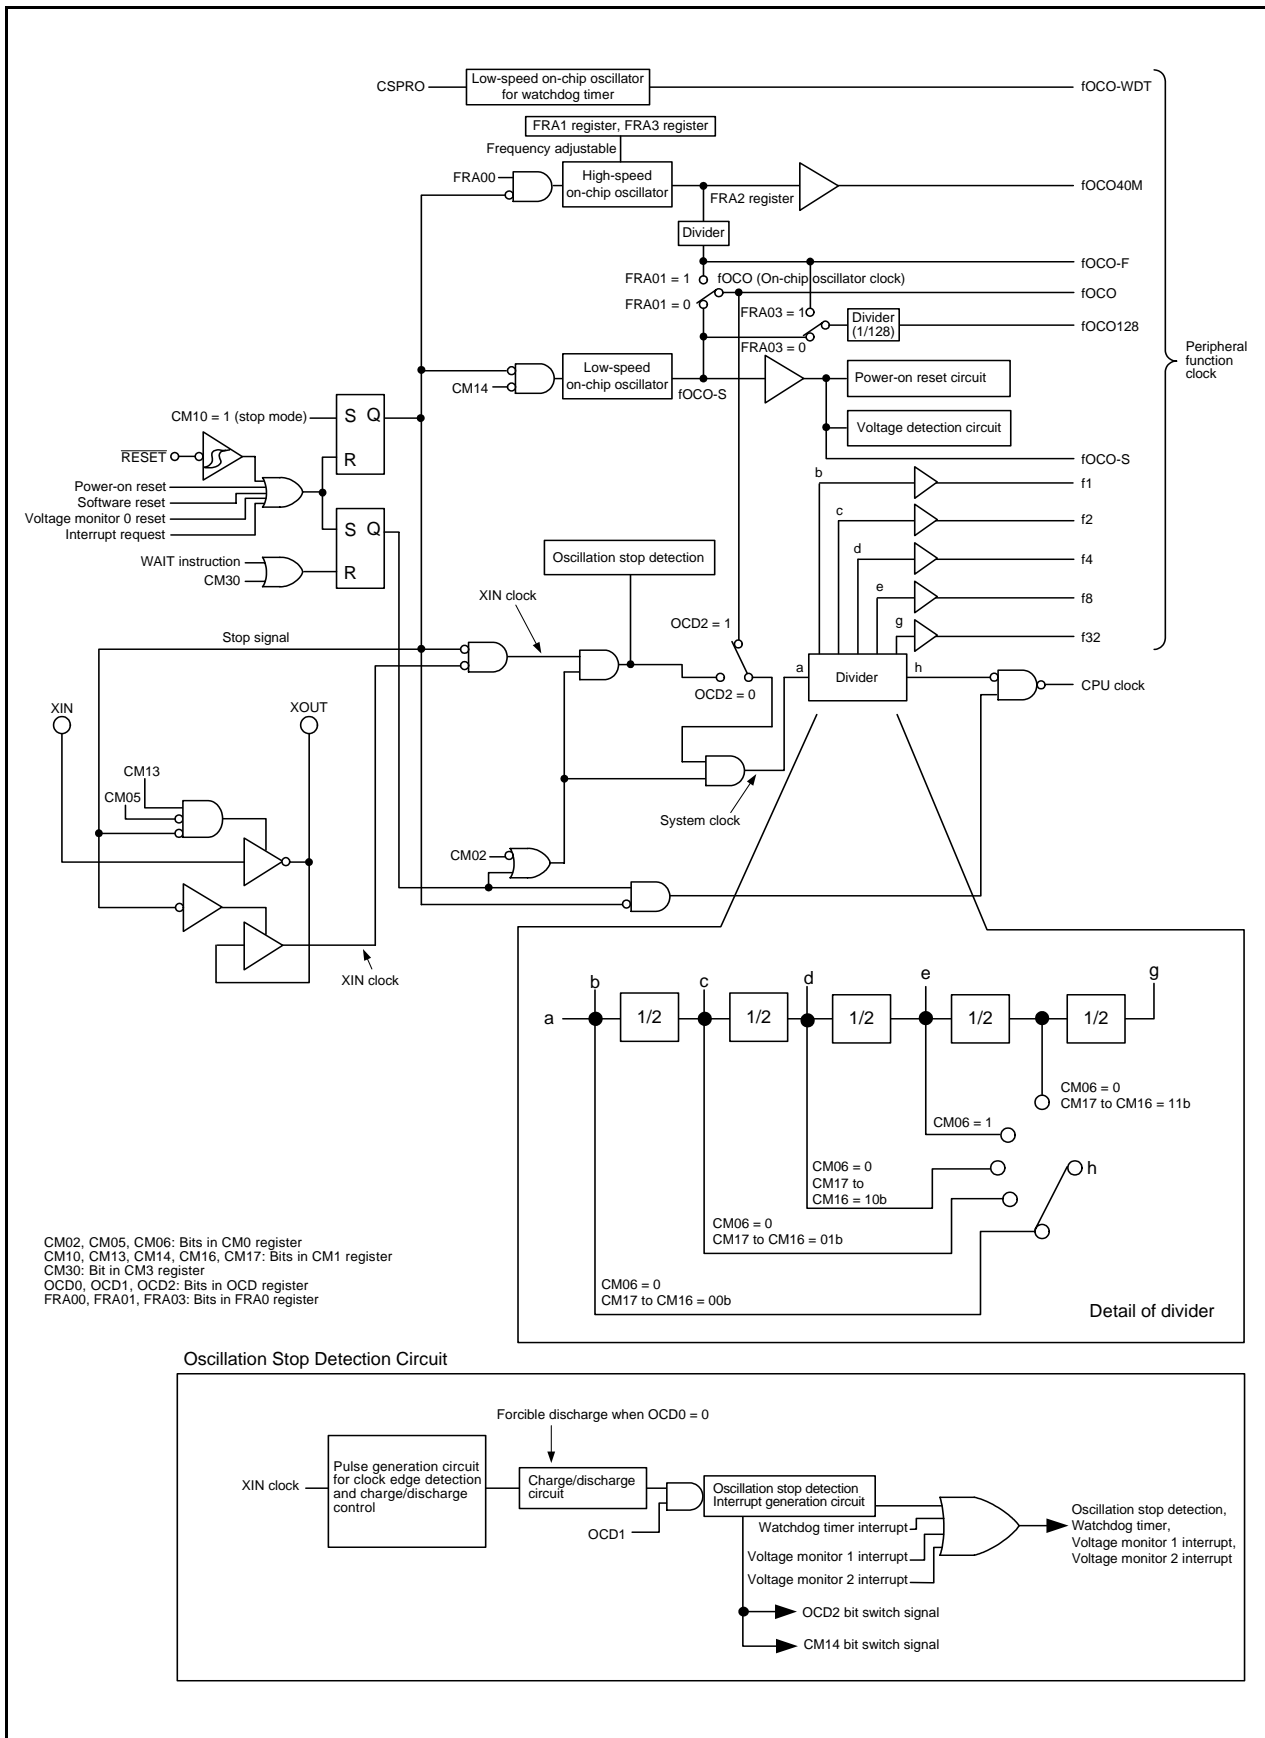 CSPRO
Low-speed on-chip oscillator
for watchdog timer
fOCO-WDT
FRA1 register, FRA3 register
Frequency adjustable
FRA00
High-speed
on-chip oscillator
FRA2 register
fOCO40M
Divider
fOCO-F
FRA01 = 1
fOCO (On-chip oscillator clock)
fOCO
FRA01 = 0
FRA03 = 1
Divider
(1/128)
fOCO128
FRA03 = 0
Peripheral
function
clock
CM14
Low-speed
on-chip oscillator
fOCO-S
Power-on reset circuit
Voltage detection circuit
fOCO-S
CM10 = 1 (stop mode)
S Q
R
RESET
Power-on reset
Software reset
Voltage monitor 0 reset
Interrupt request
S Q
R
WAIT instruction
CM30
b
f1
c
f2
d
f4
e
f8
g
f32
Oscillation stop detection
XIN clock
Stop signal
OCD2 = 1
OCD2 = 0
a
Divider
h
CPU clock
XIN
XOUT
CM13
CM05
System clock
CM02
XIN clock
a
b
c
d
e
g
1/2
1/2
1/2
1/2
1/2
CM06 = 0
CM17 to CM16 = 11b
CM06 = 1
CM06 = 0
CM17 to
CM16 = 10b
h
CM06 = 0
CM17 to CM16 = 01b
CM06 = 0
CM17 to CM16 = 00b
Detail of divider
CM02, CM05, CM06: Bits in CM0 register
CM10, CM13, CM14, CM16, CM17: Bits in CM1 register
CM30: Bit in CM3 register
OCD0, OCD1, OCD2: Bits in OCD register
FRA00, FRA01, FRA03: Bits in FRA0 register
Oscillation Stop Detection Circuit
Forcible discharge when OCD0 = 0
XIN clock
Pulse generation circuit
for clock edge detection
and charge/discharge
control
Charge/discharge
circuit
OCD1
Oscillation stop detection
Interrupt generation circuit
Watchdog timer interrupt
Voltage monitor 1 interrupt
Voltage monitor 2 interrupt
Oscillation stop detection,
Watchdog timer,
Voltage monitor 1 interrupt,
Voltage monitor 2 interrupt
OCD2 bit switch signal
CM14 bit switch signal